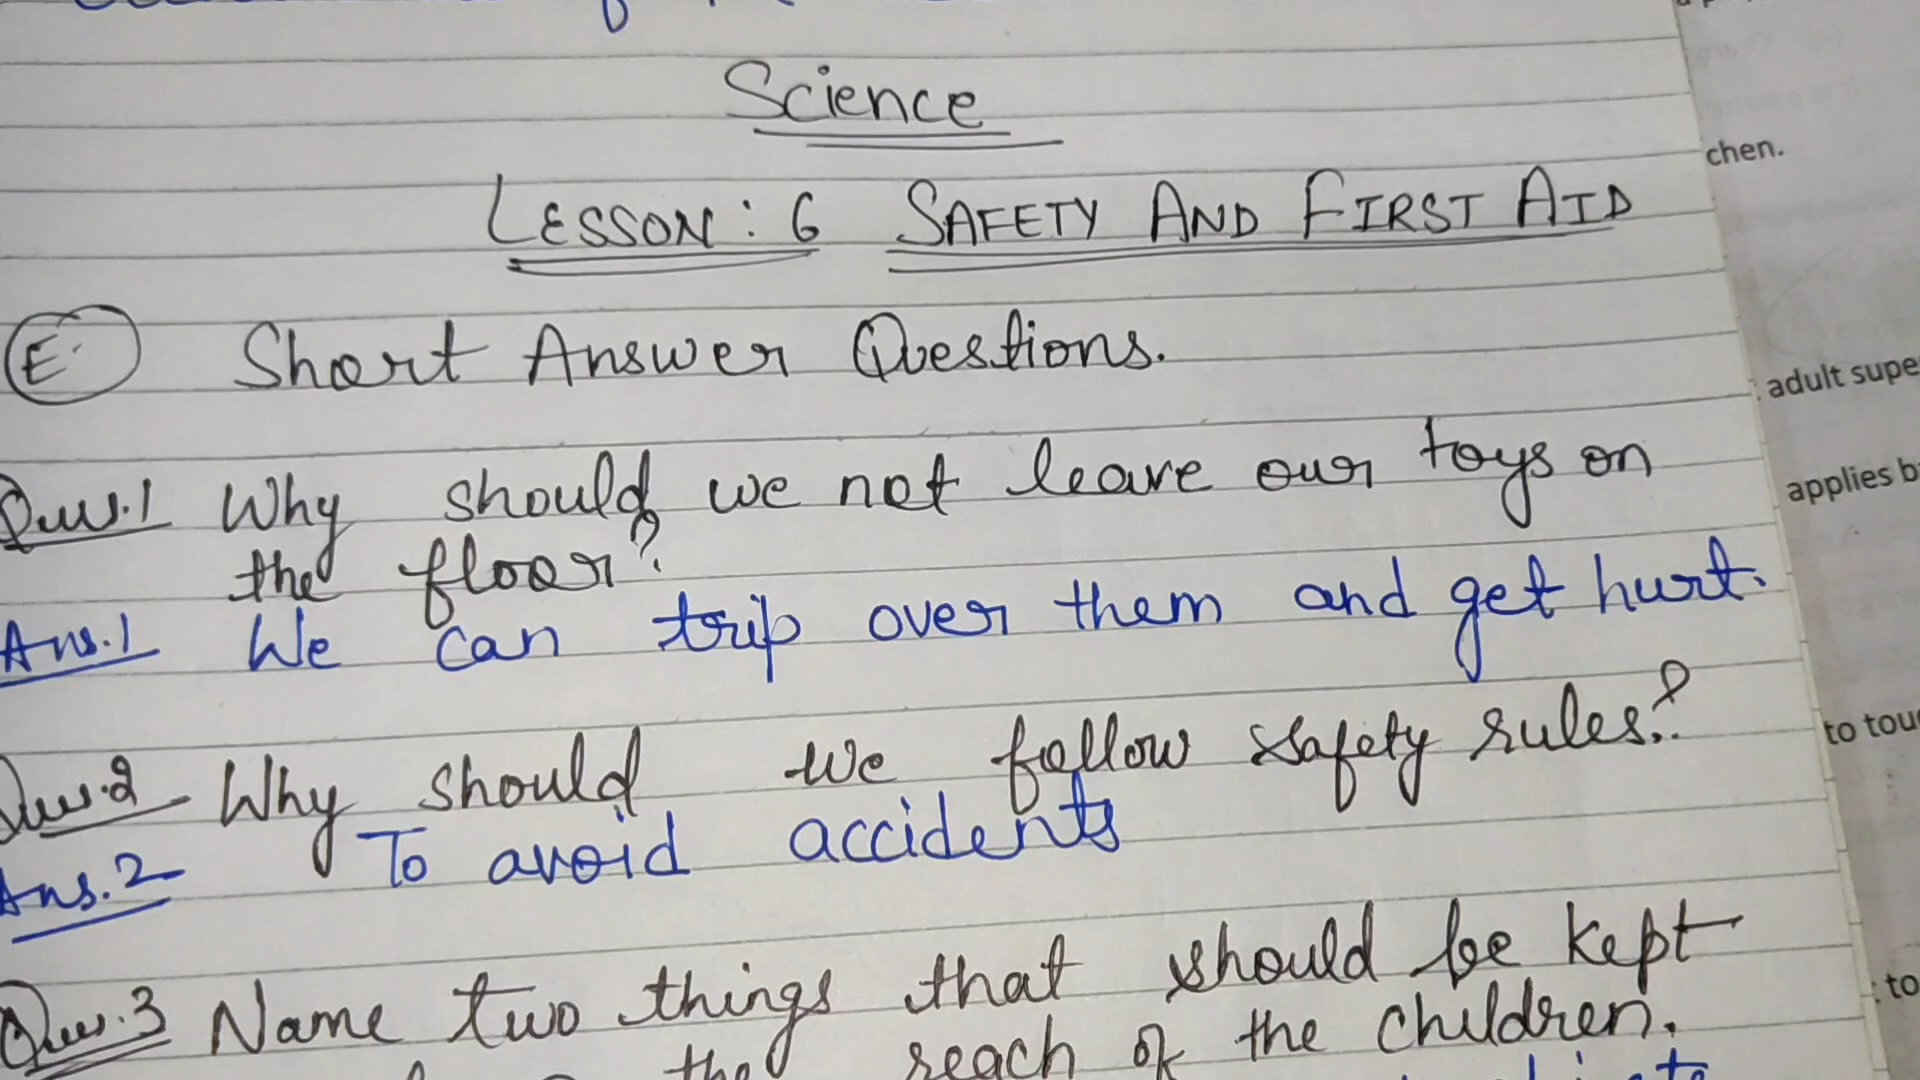 Science
LESSON: 6 SAFETY AND FIRST AID
E. Short Answer Questions.
Ques.1 Why should we not leave our toys on
the floor?
Ans.1 We can trip over them and get hurt.
Ques.2 Why should we follow safety rules?
Ans.2 To avoid accidents
Ques.3 Name two things that should be kept
the reach of the children.
chen.
adult supe
applies b
to tou
to